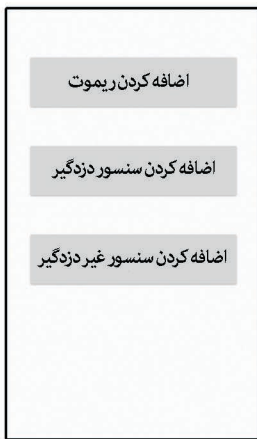 اضافه کردن ریموت
اضافه کردن سنسور دزدگیر
اضافه کردن سنسور غیر دزدگیر